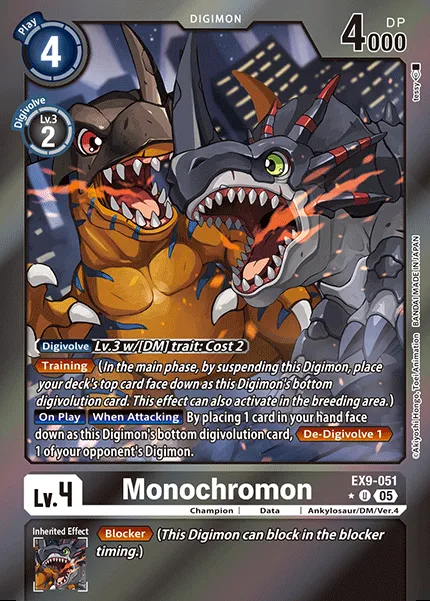 DIGIMON
Play
4
DP
4000
Digivolve
Lv.3
2
tessy
©Akiyoshi Hongo, Toei Animation BANDAI MADE IN JAPAN
Digivolve Lv.3 w/[DM] trait: Cost 2
Training (In the main phase, by suspending this Digimon, place
your deck's top card face down as this Digimon's bottom
digivolution card. This effect can also activate in the breeding area.)
On Play When Attacking By placing 1 card in your hand face
down as this Digimon's bottom digivolution card, De-Digivolve 1
1 of your opponent's Digimon.
Lv.4
Monochromon
EX9-051
U 05
Champion Data Ankylosaur/DM/Ver.4
Inherited Effect
Blocker (This Digimon can block in the blocker
timing.)